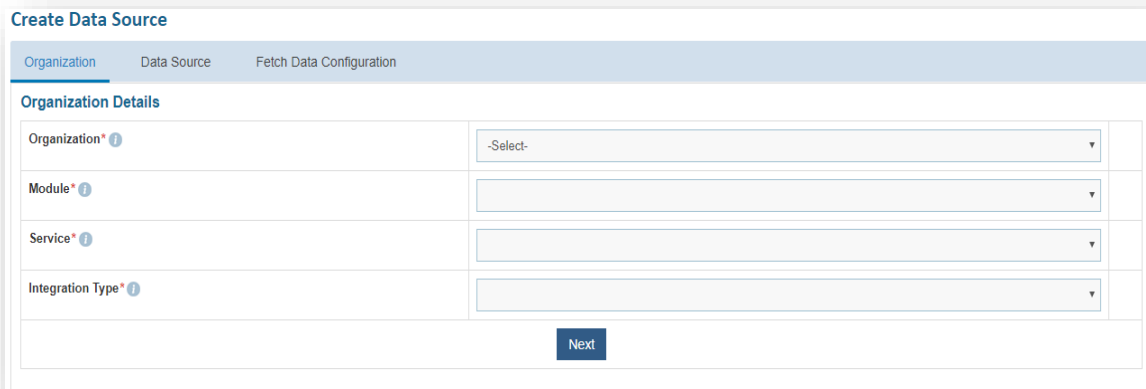 Create Data Source
Organization Data Source Fetch Data Configuration
Organization Details
Organization* i
-Select-
Module* i
Service* i
Integration Type* i
Next